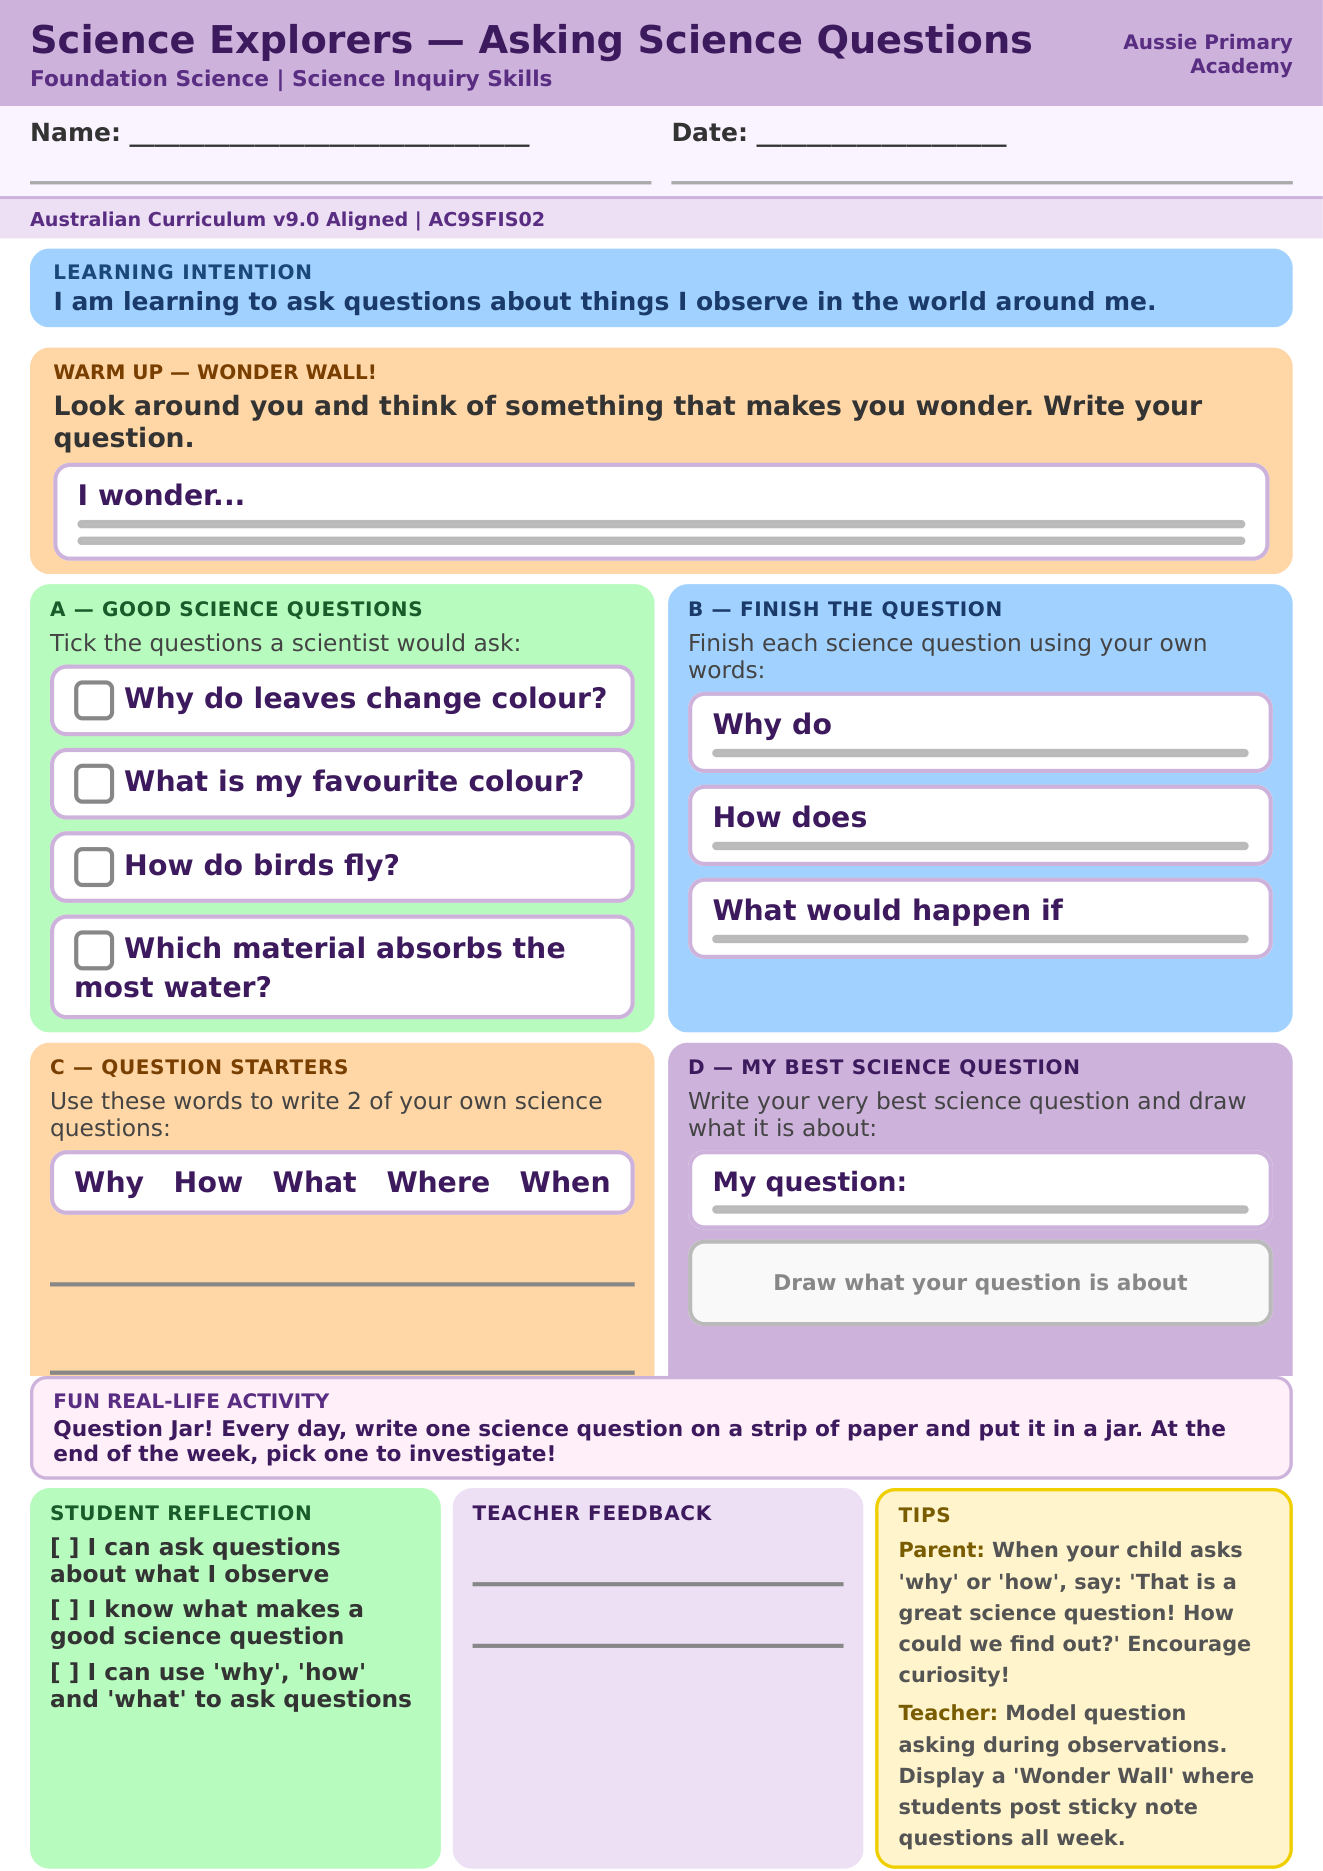 Science Explorers — Asking Science Questions
Foundation Science | Science Inquiry Skills
Aussie Primary
Academy
Name: ________________________________
Date: ____________________
Australian Curriculum v9.0 Aligned | AC9SFIS02
LEARNING INTENTION
I am learning to ask questions about things I observe in the world around me.
WARM UP — WONDER WALL!
Look around you and think of something that makes you wonder. Write your
question.
I wonder...
A — GOOD SCIENCE QUESTIONS
Tick the questions a scientist would ask:
Why do leaves change colour?
What is my favourite colour?
How do birds fly?
Which material absorbs the
most water?
B — FINISH THE QUESTION
Finish each science question using your own
words:
Why do
How does
What would happen if
C — QUESTION STARTERS
Use these words to write 2 of your own science
questions:
Why How What Where When
D — MY BEST SCIENCE QUESTION
Write your very best science question and draw
what it is about:
My question:
Draw what your question is about
FUN REAL-LIFE ACTIVITY
Question Jar! Every day, write one science question on a strip of paper and put it in a jar. At the
end of the week, pick one to investigate!
STUDENT REFLECTION
[ ] I can ask questions
about what I observe
[ ] I know what makes a
good science question
[ ] I can use 'why', 'how'
and 'what' to ask questions
TEACHER FEEDBACK
TIPS
Parent: When your child asks
'why' or 'how', say: 'That is a
great science question! How
could we find out?' Encourage
curiosity!
Teacher: Model question
asking during observations.
Display a 'Wonder Wall' where
students post sticky note
questions all week.